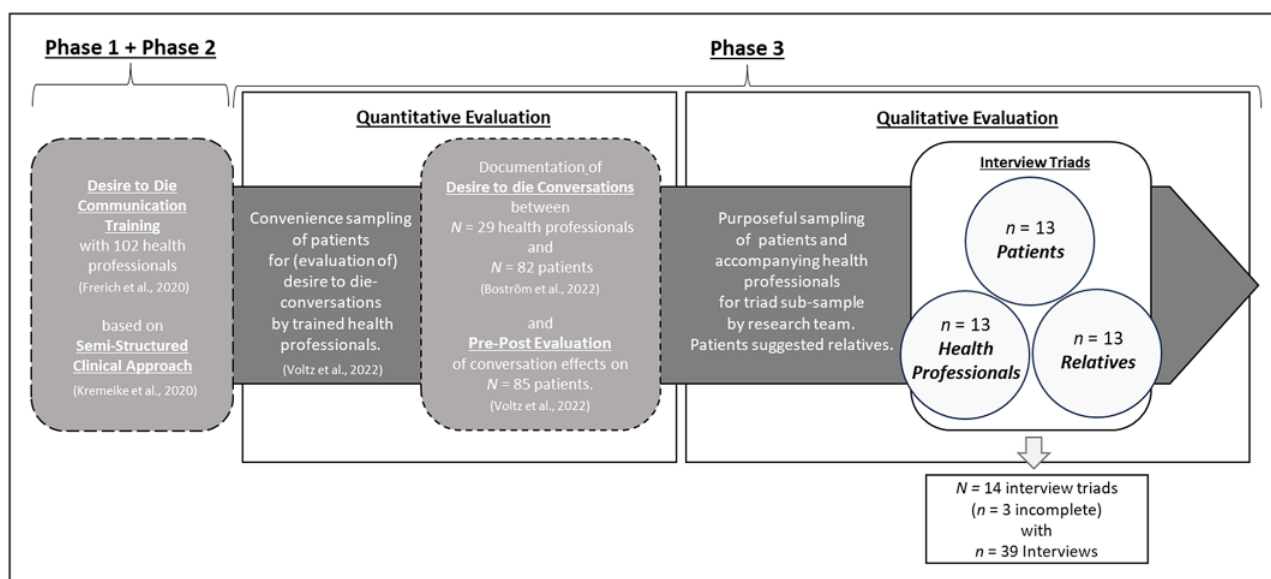 Phase 1 + Phase 2
Phase 3
Desire to Die
Communication
Training
with 102 health
professionals
(Frerich et al., 2020)
based on
Semi-Structured
Clinical Approach
(Kremeike et al., 2020)
Quantitative Evaluation
Convenience sampling
of patients
for (evaluation of)
desire to die-
conversations
by trained health
professionals.
(Voltz et al., 2022)
Documentation of
Desire to die Conversations
between
N = 29 health professionals
and
N = 82 patients
(Boström et al., 2022)
and
Pre-Post Evaluation
of conversation effects on
N = 85 patients.
(Voltz et al., 2022)
Qualitative Evaluation
Purposeful sampling
of patients and
accompanying health
professionals
for triad sub-sample
by research team.
Patients suggested relatives.
Interview Triads
n = 13
Patients
n = 13
Health
Professionals
n = 13
Relatives
N = 14 interview triads
(n = 3 incomplete)
with
n = 39 Interviews